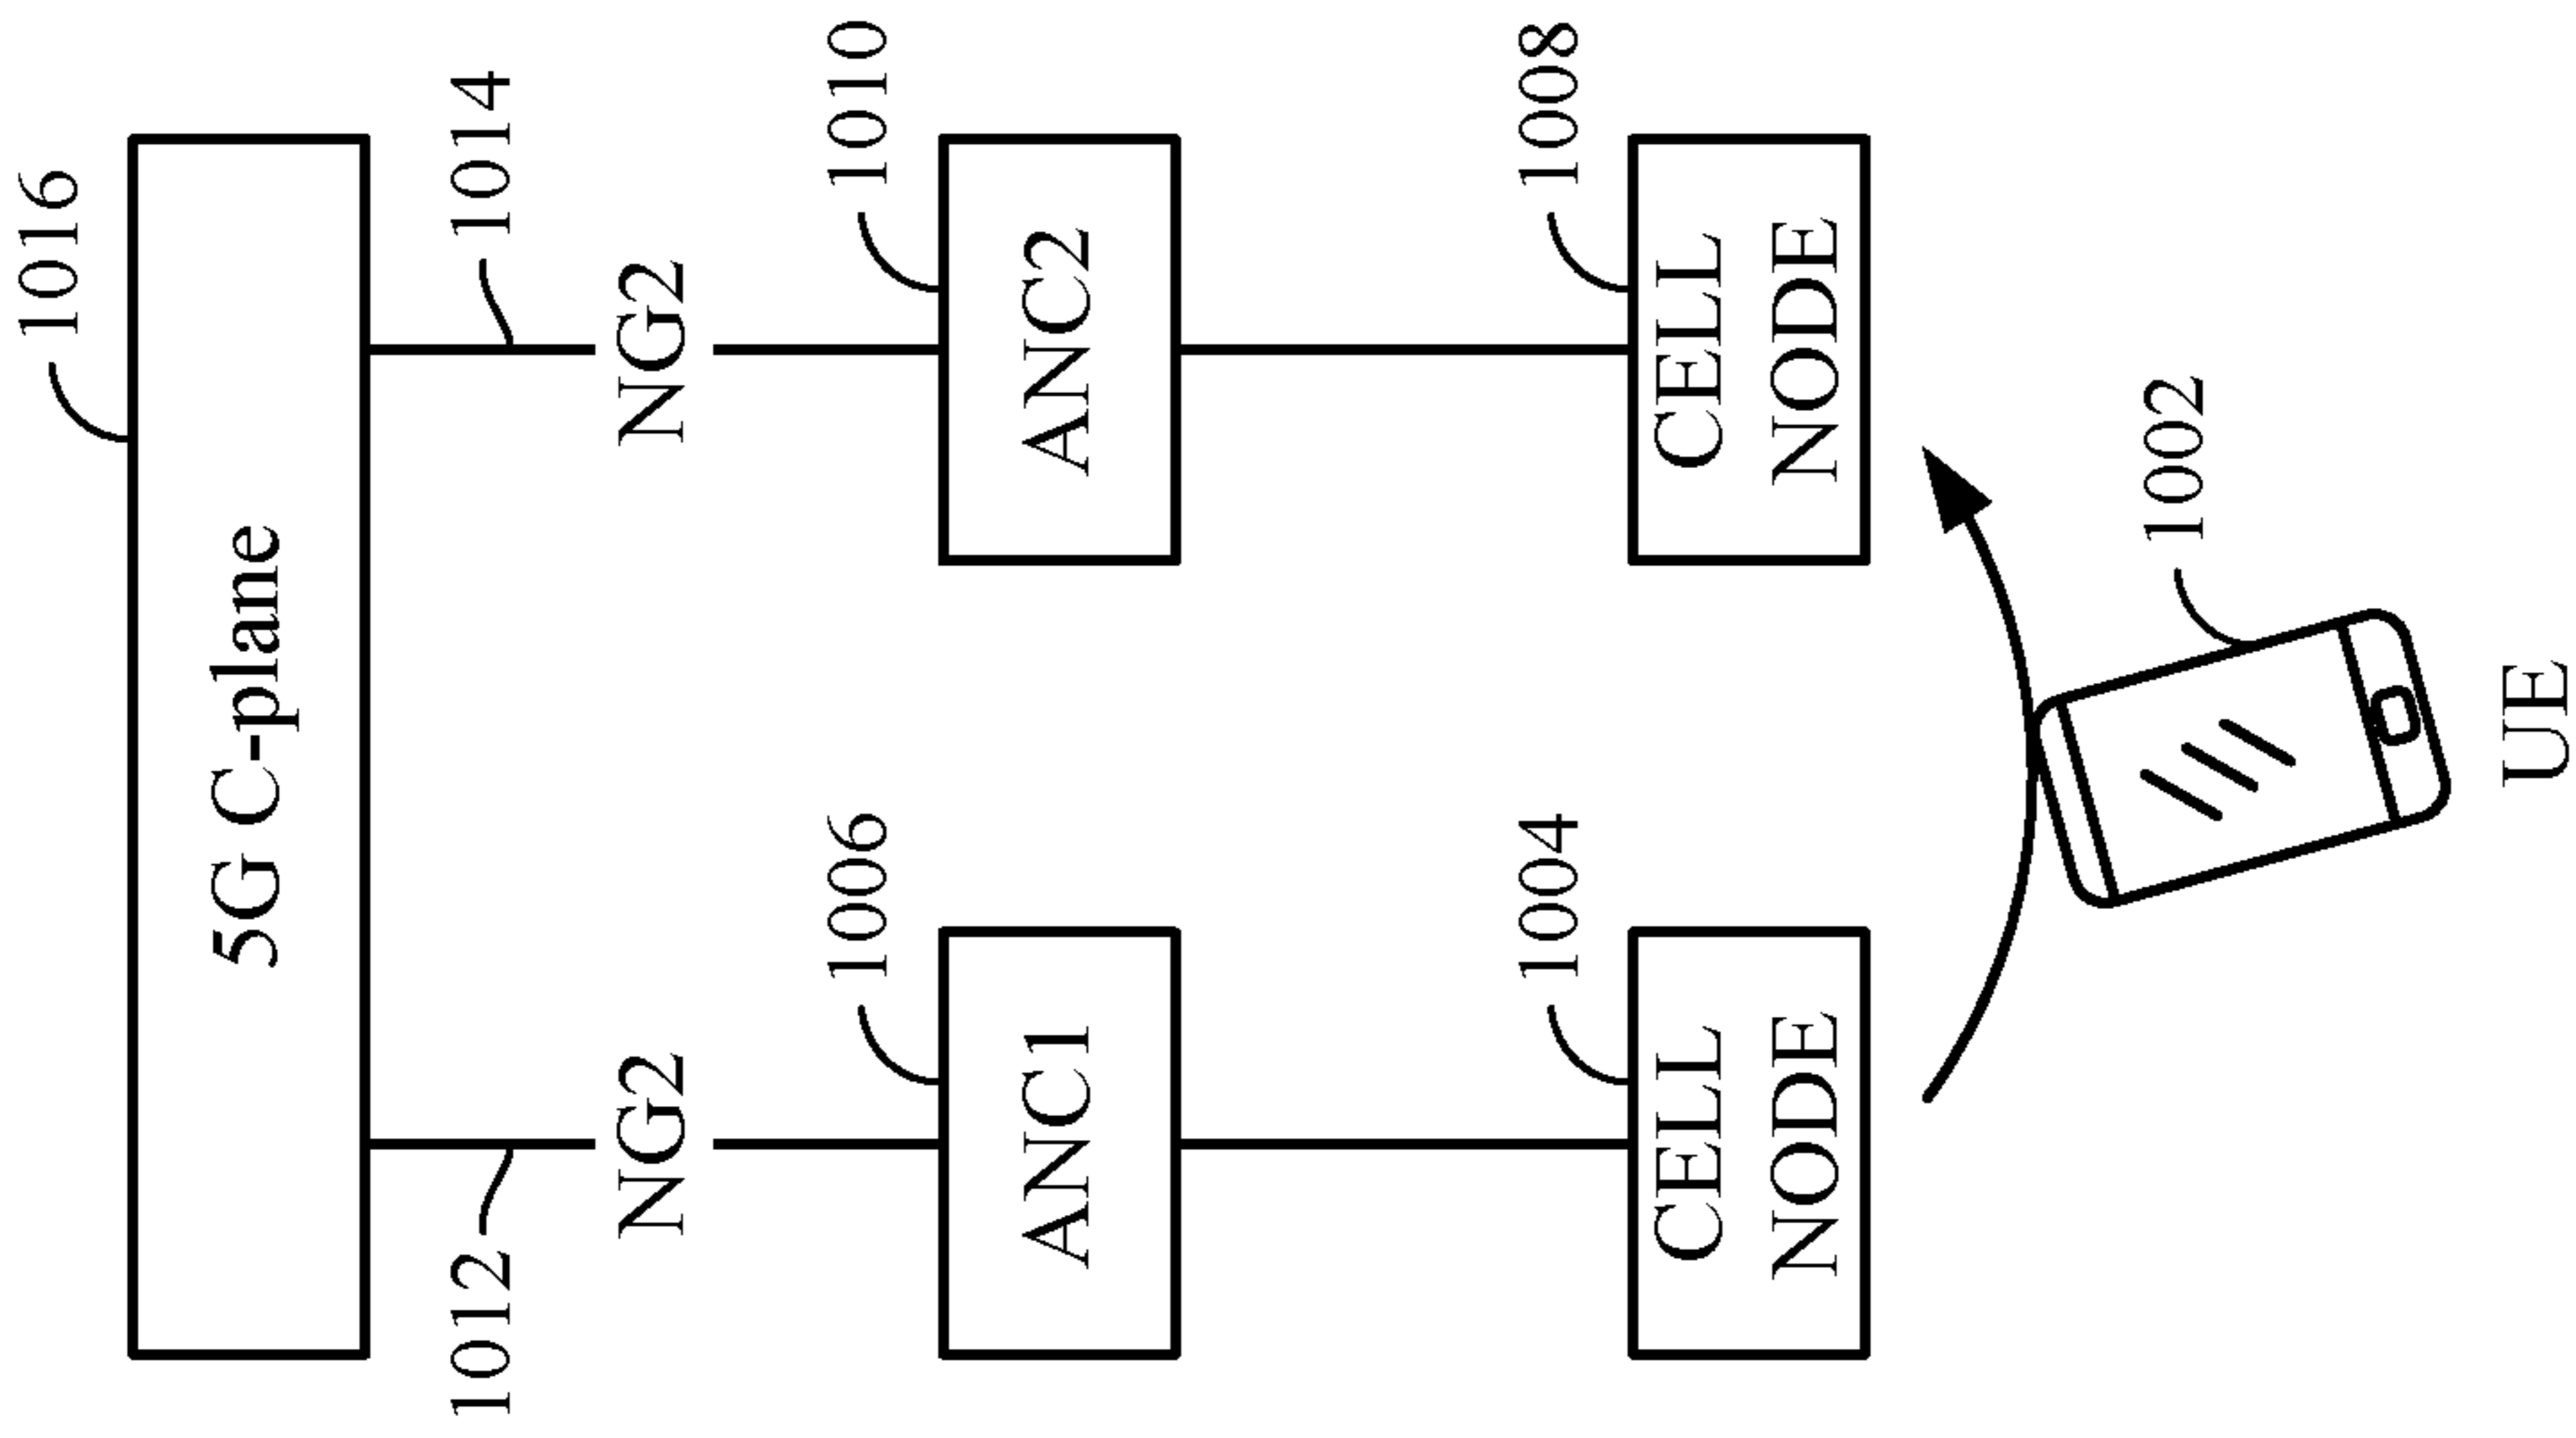 1016
5G C-plane
1012
1014
NG2
NG2
1006
1010
ANC1
ANC2
1004
1008
CELL
NODE
CELL
NODE
1002
UE